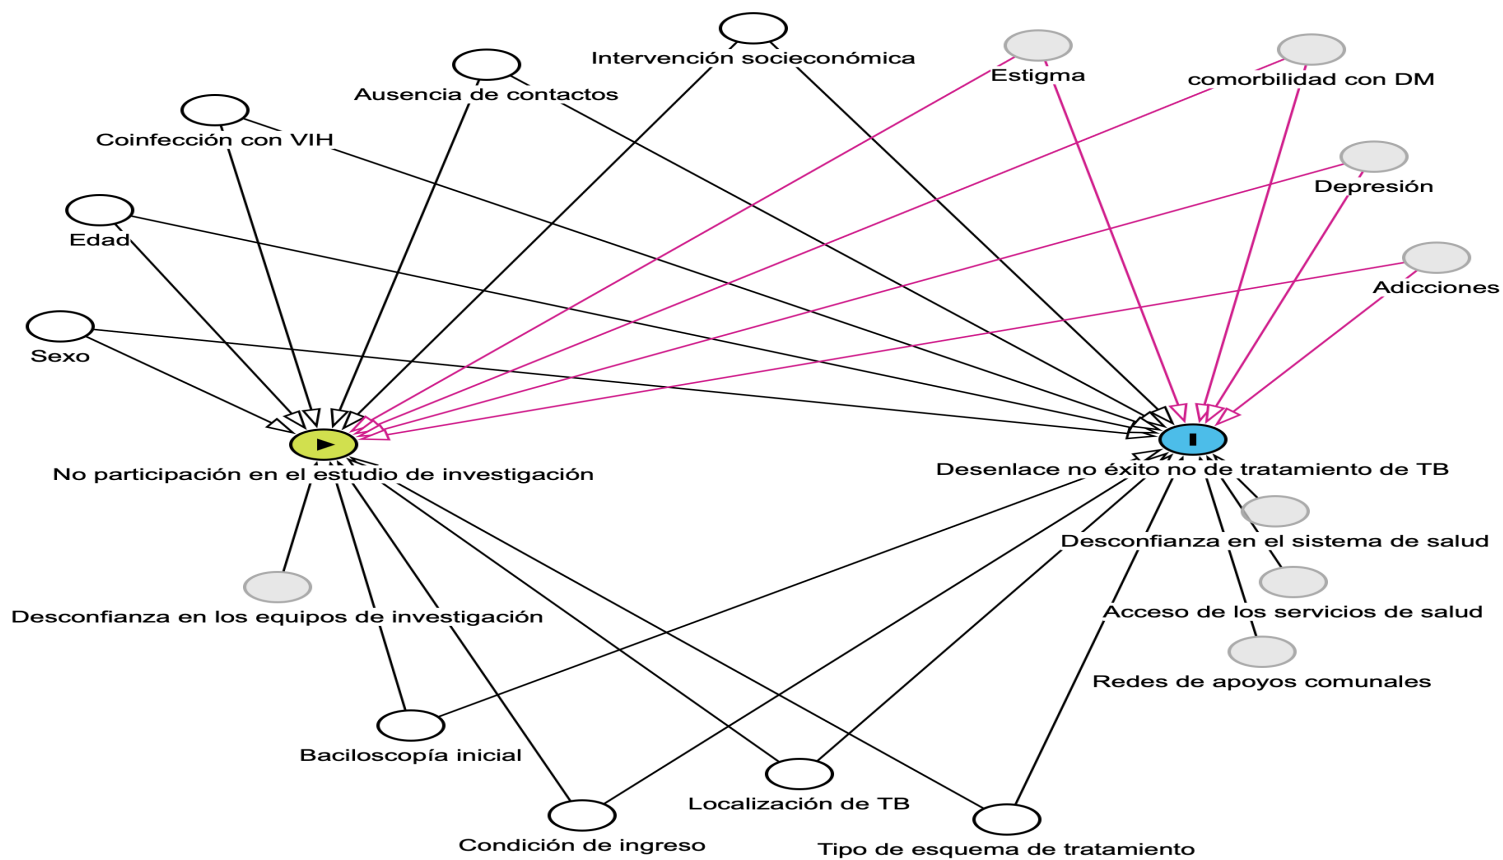 Intervención socieconómica
Estigma
comorbilidad con DM
Ausencia de contactos
Coinfección con VIH
Depresión
Edad
Adicciones
Sexo
No participación en el estudio de investigación
Desenlace no éxito no de tratamiento de TB
Desconfianza en el sistema de salud
Desconfianza en los equipos de investigación
Acceso de los servicios de salud
Redes de apoyos comunales
Baciloscopía inicial
Localización de TB
Condición de ingreso
Tipo de esquema de tratamiento